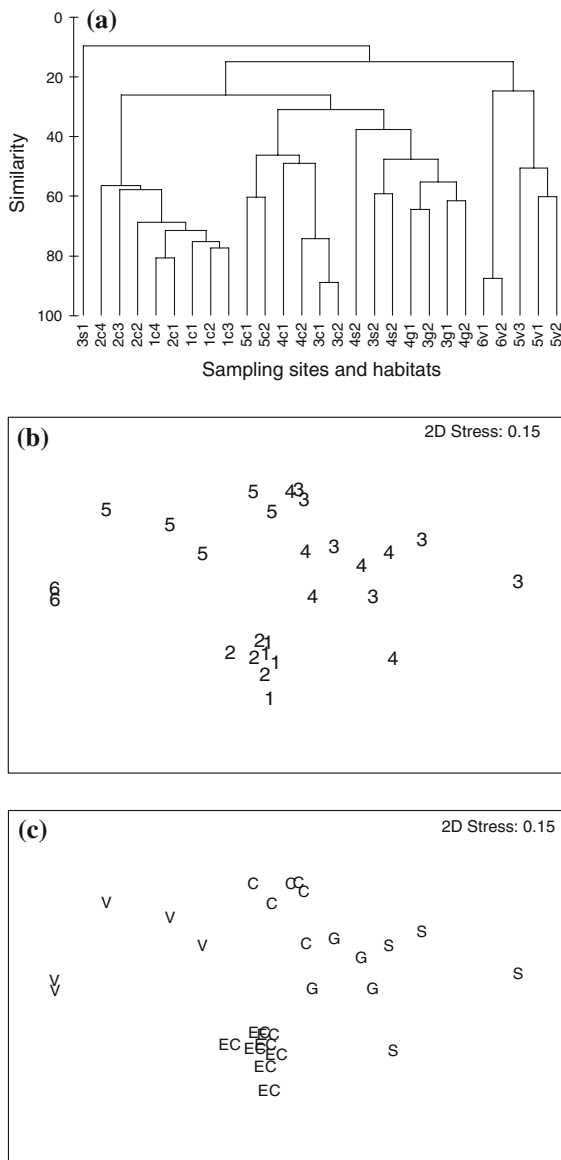 (a)
0
20
40
60
80
100
Similarity
3s1 2c4 2c3 2c2 1c4 2c1 1c1 1c2 1c3 5c1 5c2 4c1 4c2 3c1 3c2 4s2 3s2 4s2 4g1 3g2 3g1 4g2 6v1 6v2 5v3 5v1 5v2
Sampling sites and habitats
(b)
2D Stress: 0.15
5 4 3 3
5 5
5
5 4 3 4 3
4
6 3
6 4 3
2 1
2 2 1 1 4
2
1
(c)
2D Stress: 0.15
C C C C
V C
V
V C G S S
G
V S
V G G
EC EC
EC EC EC EC S
EC
EC